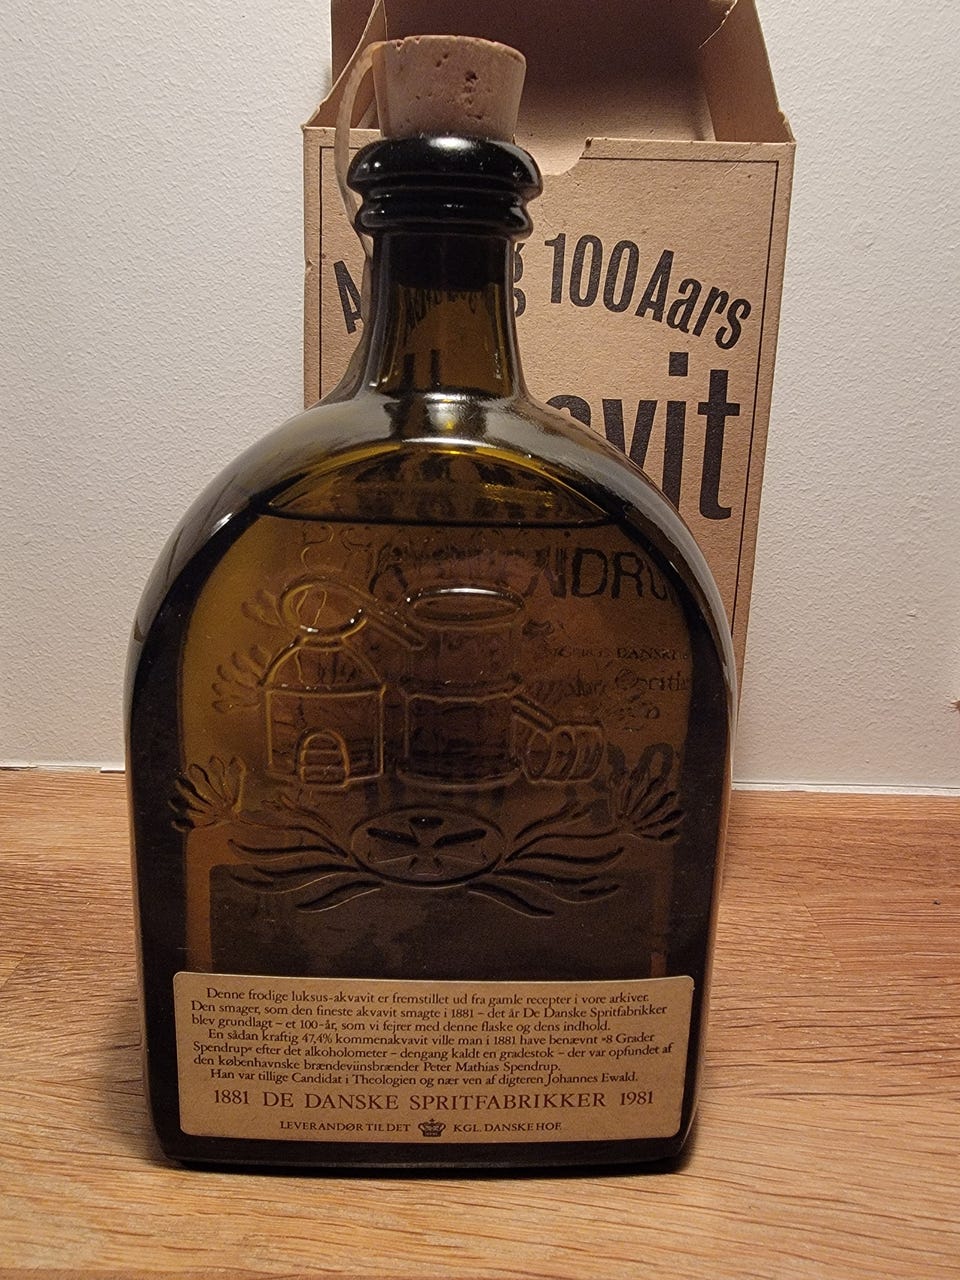 100 Aars
vit
NDRU
DANSKE
Denne frodige luksus-akvavit er fremstillet ud fra gamle recepter i vore arkiver.
Den smager, som den fineste akvavit smagte i 1881 – det år De Danske Spritfabrikker
blev grundlagt – et 100-år, som vi fejrer med denne flaske og dens indhold.
En sådan kraftig 47,4% kommenakvavit ville man i 1881 have benævnt »8 Grader
Spendrup« efter det alkoholometer – dengang kaldt en gradestok – der var opfundet af
den københavnske brændeviinsbrænder Peter Mathias Spendrup.
Han var tillige Candidat i Theologien og nær ven af digteren Johannes Ewald.
1881 DE DANSKE SPRITFABRIKKER 1981
LEVERANDØR TIL DET KGL. DANSKE HOF.